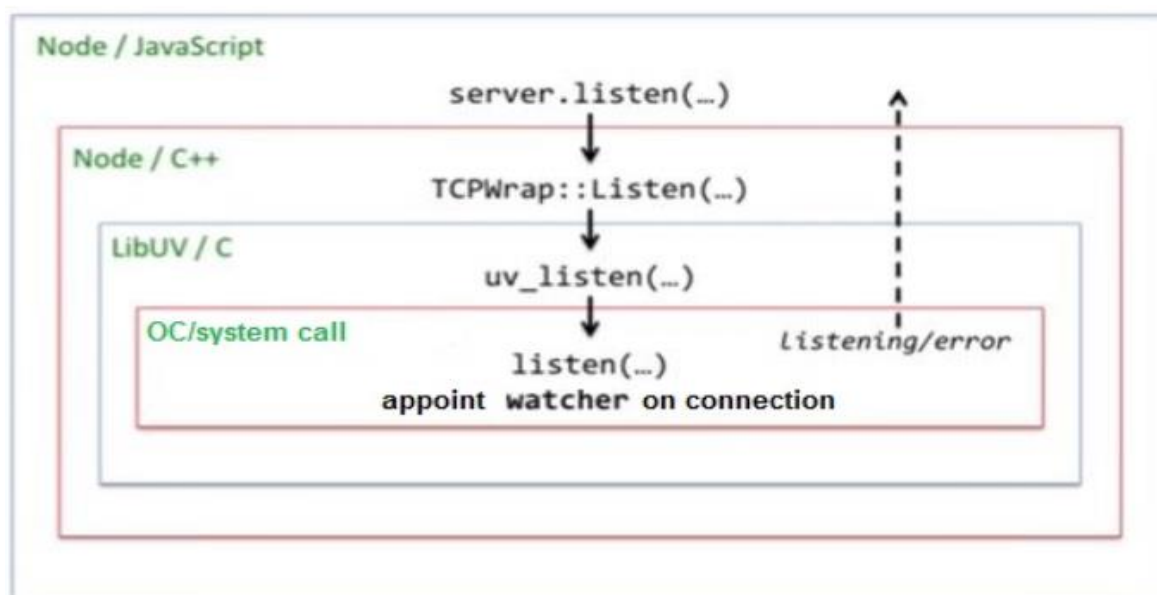 Node / JavaScript
server.listen(…)
Node / C++
TCPWrap::Listen(…)
LibUV / C
uv_listen(…)
OC/system call
Listening/error
listen(…)
appoint watcher on connection